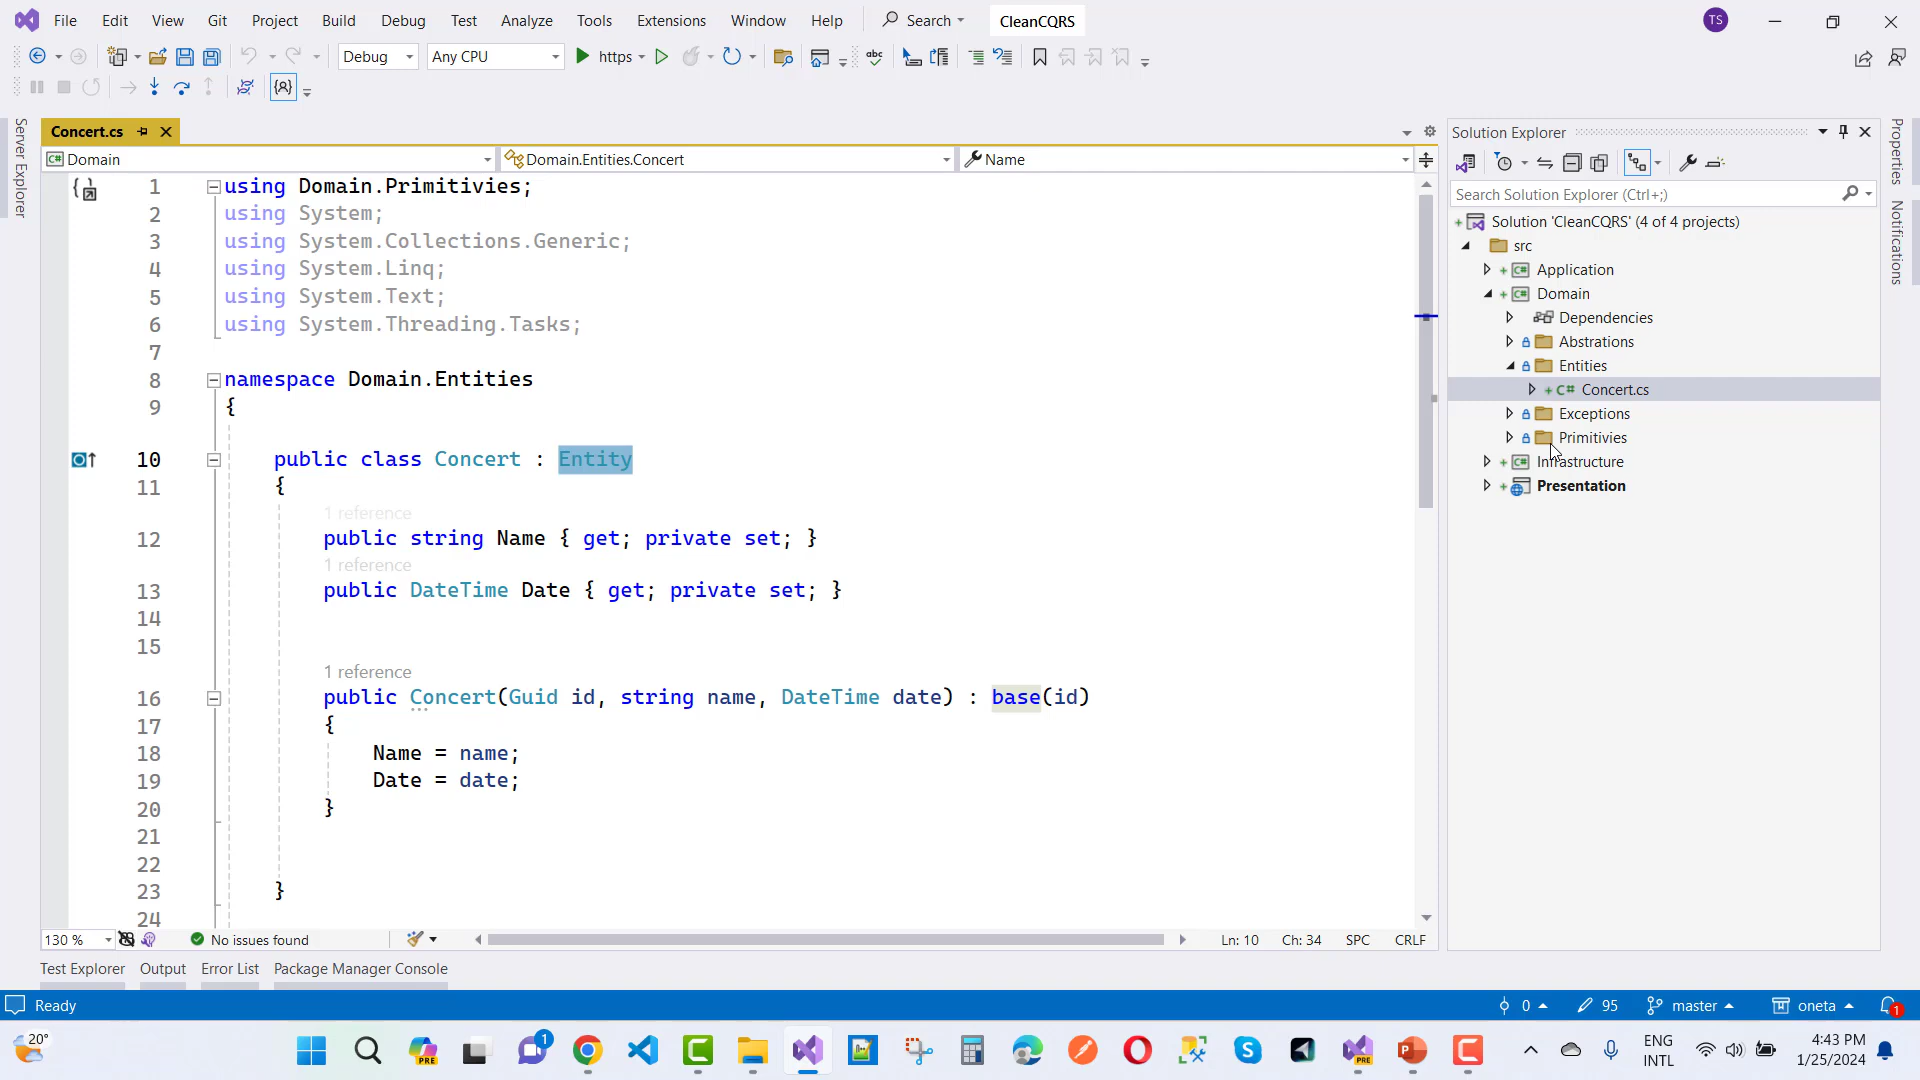 File Edit View Git Project Build Debug Test Analyze Tools Extensions Window Help Search CleanCQRS TS
Debug Any CPU https
Concert.cs
Domain Domain.Entities.Concert Name
1 using Domain.Primitivies;
2 using System;
3 using System.Collections.Generic;
4 using System.Linq;
5 using System.Text;
6 using System.Threading.Tasks;
7
8 namespace Domain.Entities
9 {
10 public class Concert : Entity
11 {
1 reference
12 public string Name { get; private set; }
1 reference
13 public DateTime Date { get; private set; }
14
15
1 reference
16 public Concert(Guid id, string name, DateTime date) : base(id)
17 {
18 Name = name;
19 Date = date;
20 }
21
22
23 }
24
130 % No issues found Ln: 10 Ch: 34 SPC CRLF
Server Explorer
Solution Explorer
Search Solution Explorer (Ctrl+;)
Solution 'CleanCQRS' (4 of 4 projects)
src
Application
Domain
Dependencies
Abstrations
Entities
Concert.cs
Exceptions
Primitivies
Infrastructure
Presentation
Properties
Notifications
Test Explorer Output Error List Package Manager Console
Ready 0 95 master oneta 1
20° PRE 1 PRE ENG INTL 4:43 PM 1/25/2024